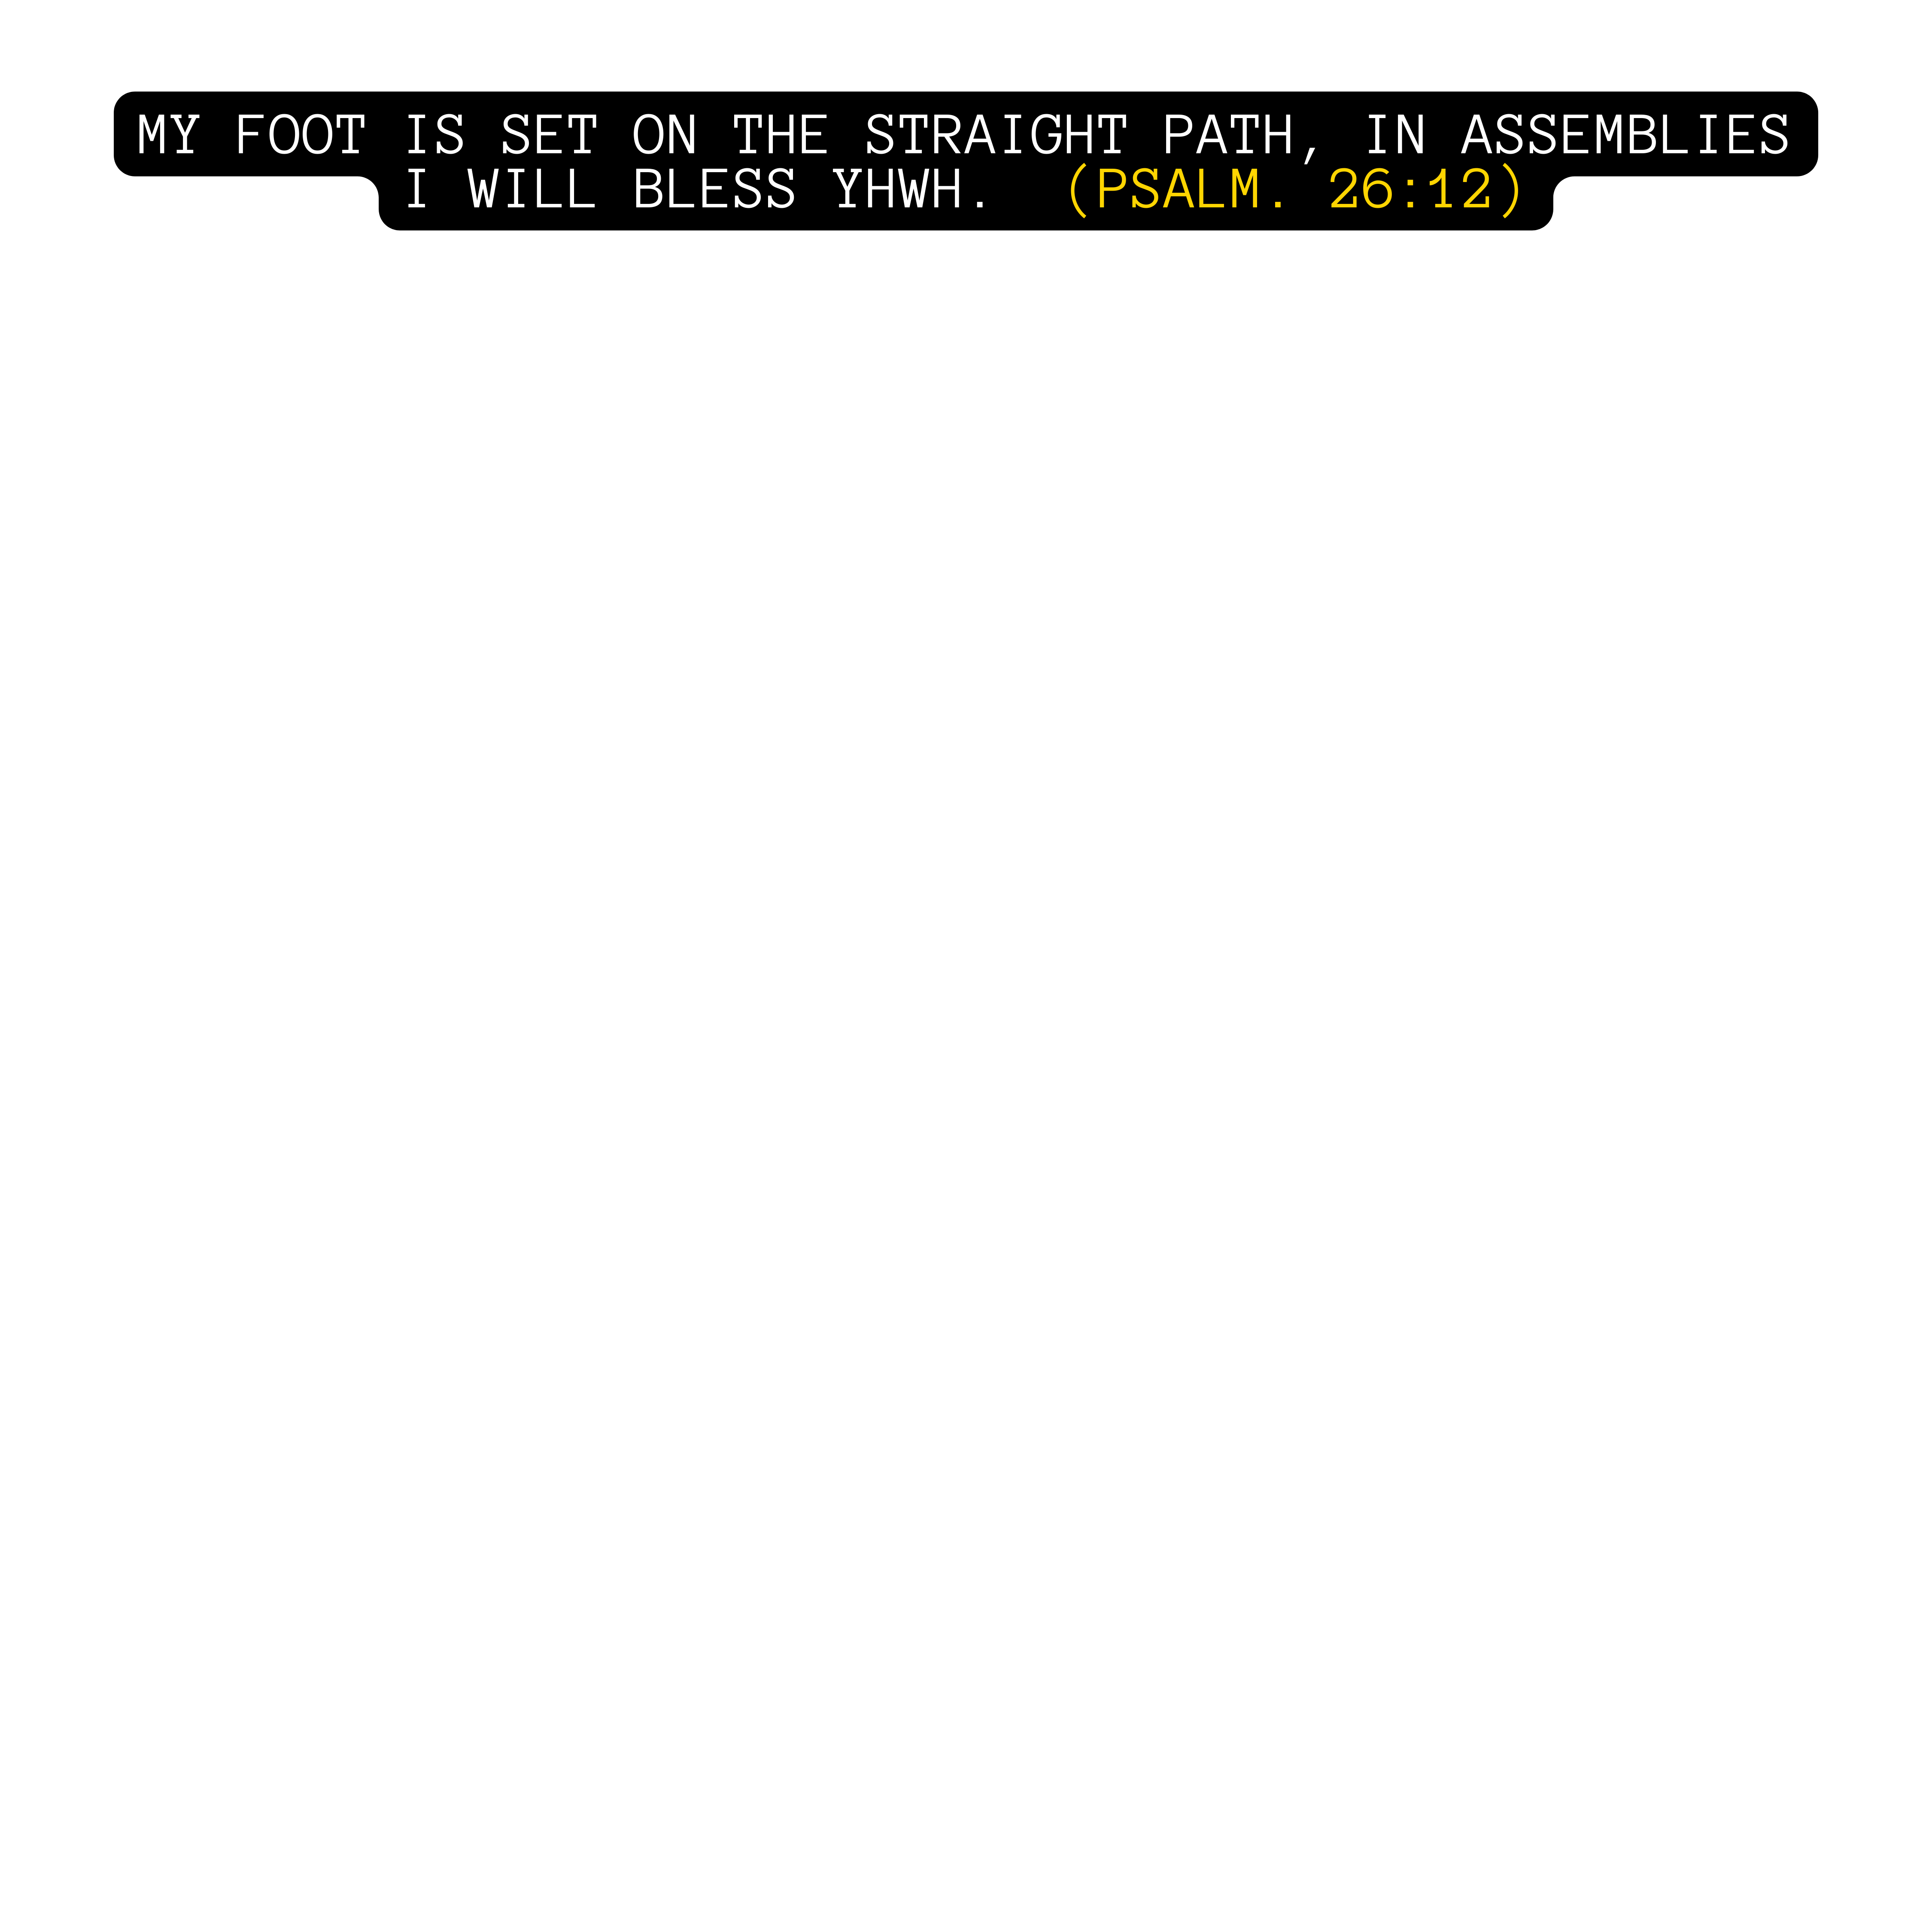 MY FOOT IS SET ON THE STRAIGHT PATH, IN ASSEMBLIES
I WILL BLESS YHWH. (PSALM. 26:12)